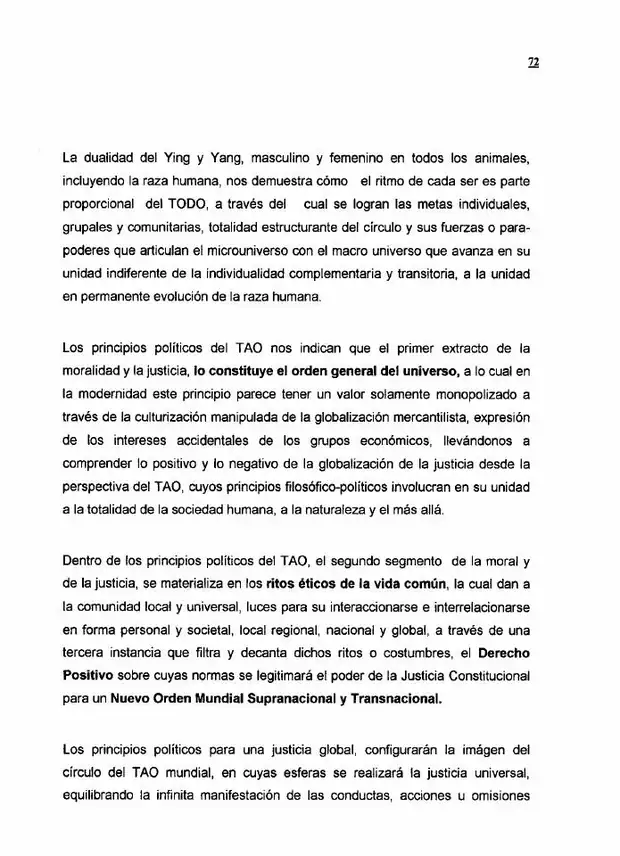 72
La dualidad del Ying y Yang, masculino y femenino en todos los animales,
incluyendo la raza humana, nos demuestra cómo el ritmo de cada ser es parte
proporcional del TODO, a través del cual se logran las metas individuales,
grupales y comunitarias, totalidad estructurante del círculo y sus fuerzas o para-
poderes que articulan el microuniverso con el macro universo que avanza en su
unidad indiferente de la individualidad complementaria y transitoria, a la unidad
en permanente evolución de la raza humana.
Los principios políticos del TAO nos indican que el primer extracto de la
moralidad y la justicia, lo constituye el orden general del universo, a lo cual en
la modernidad este principio parece tener un valor solamente monopolizado a
través de la culturización manipulada de la globalización mercantilista, expresión
de los intereses accidentales de los grupos económicos, llevándonos a
comprender lo positivo y lo negativo de la globalización de la justicia desde la
perspectiva del TAO, cuyos principios filosófico-políticos involucran en su unidad
a la totalidad de la sociedad humana, a la naturaleza y el más allá.
Dentro de los principios políticos del TAO, el segundo segmento de la moral y
de la justicia, se materializa en los ritos éticos de la vida común, la cual dan a
la comunidad local y universal, luces para su interaccionarse e interrelacionarse
en forma personal y societal, local regional, nacional y global, a través de una
tercera instancia que filtra y decanta dichos ritos o costumbres, el Derecho
Positivo sobre cuyas normas se legitimará el poder de la Justicia Constitucional
para un Nuevo Orden Mundial Supranacional y Transnacional.
Los principios políticos para una justicia global, configurarán la imágen del
círculo del TAO mundial, en cuyas esferas se realizará la justicia universal,
equilibrando la infinita manifestación de las conductas, acciones u omisiones